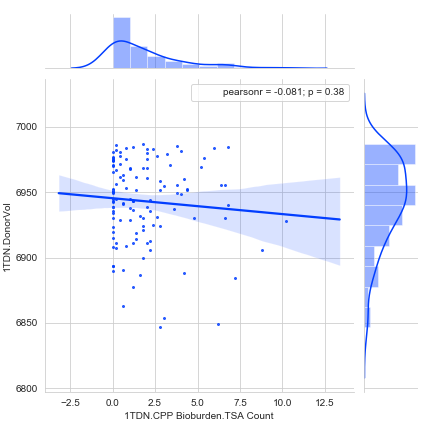 pearsonr = -0.081; p = 0.38
7000
6950
6900
6850
6800
1TDN.DonorVol
−2.5 0.0 2.5 5.0 7.5 10.0 12.5
1TDN.CPP Bioburden.TSA Count